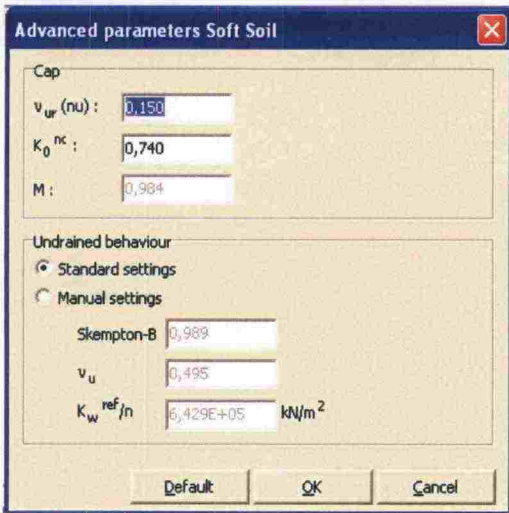 Advanced parameters Soft Soil
Cap
νur (nu) : 0,150
K0nc : 0,740
M : 0,984
Undrained behaviour
Standard settings
Manual settings
Skempton-B 0,989
νu 0,495
Kwref/n 6,429E+05 kN/m2
Default OK Cancel